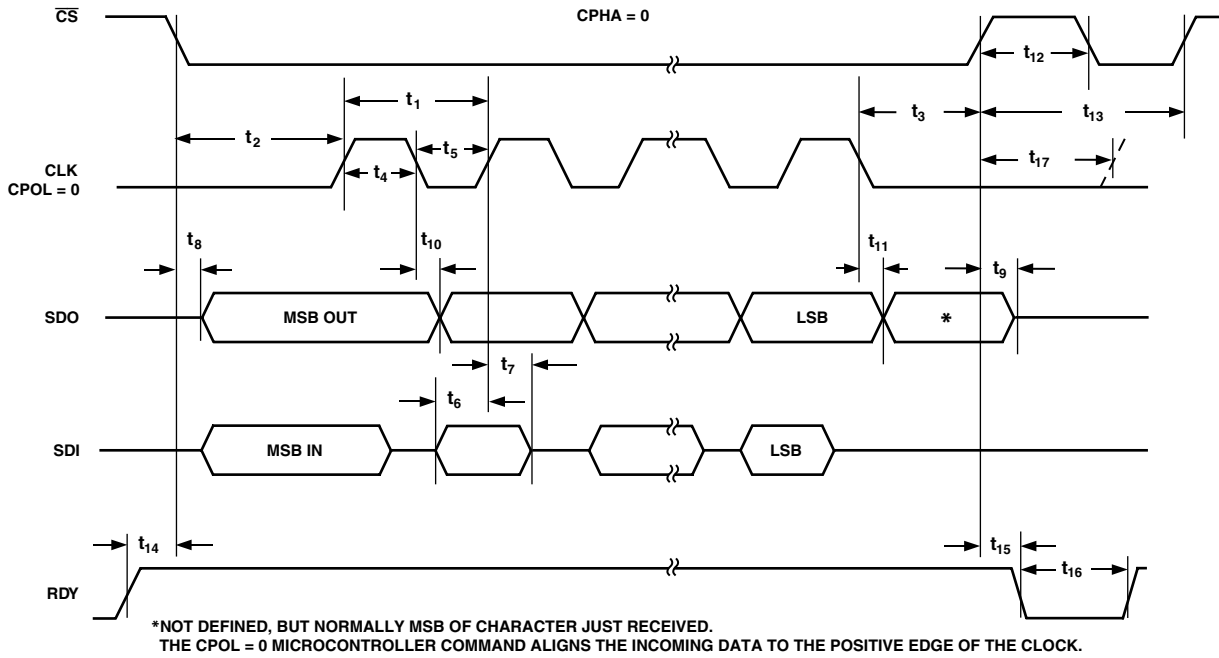 CS
CPHA = 0
t12
t1
t3
t13
t2
t5
t17
CLK
CPOL = 0
t4
t8
t10
t11
t9
SDO
MSB OUT
LSB
*
t7
t6
SDI
MSB IN
LSB
t14
t15
t16
RDY
*NOT DEFINED, BUT NORMALLY MSB OF CHARACTER JUST RECEIVED.
THE CPOL = 0 MICROCONTROLLER COMMAND ALIGNS THE INCOMING DATA TO THE POSITIVE EDGE OF THE CLOCK.